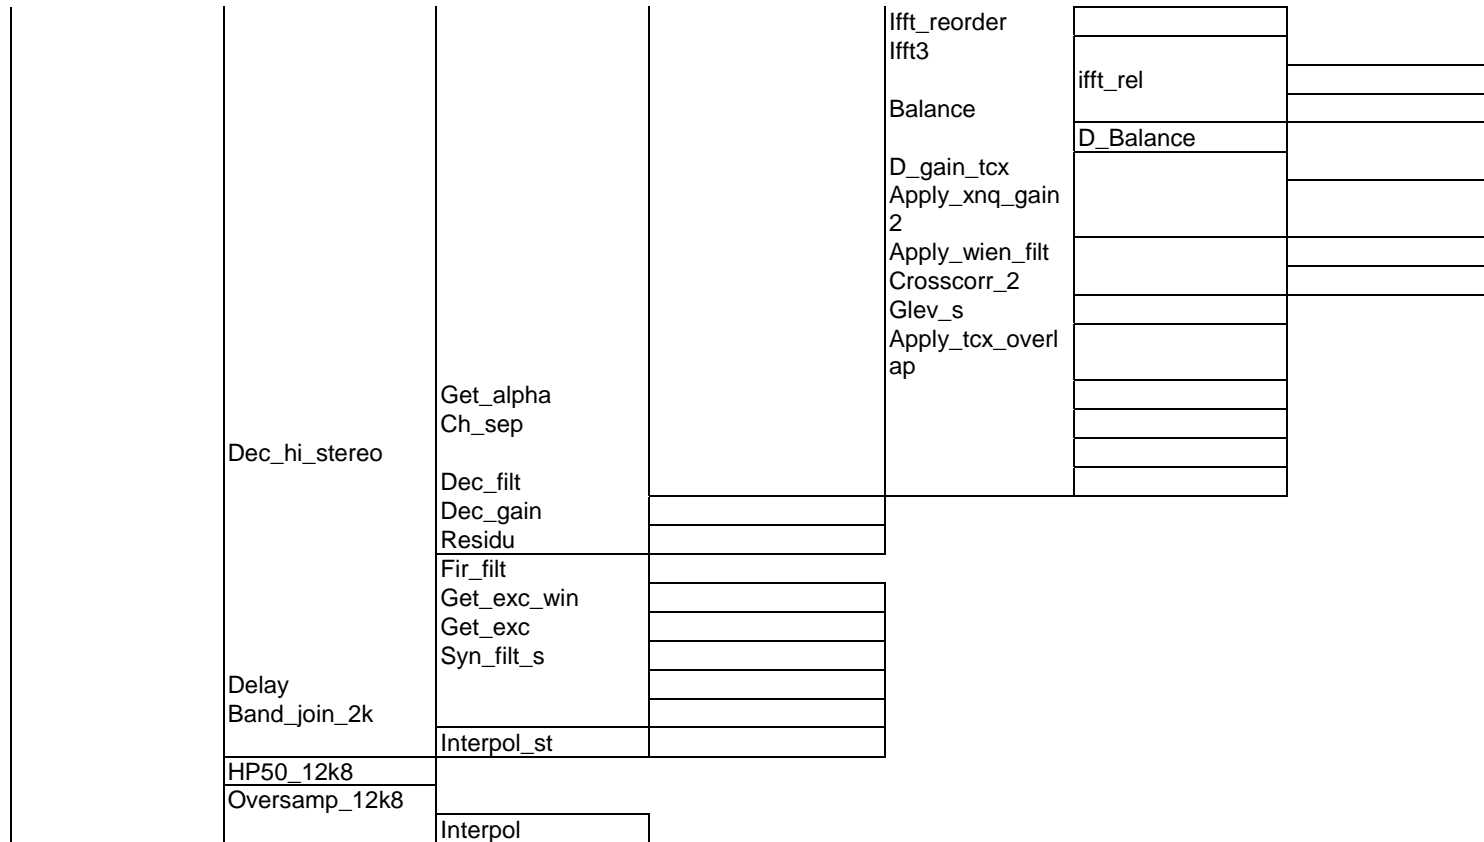 Ifft_reorder
Ifft3
ifft_rel
Balance
D_Balance
D_gain_tcx
Apply_xnq_gain
2
Apply_wien_filt
Crosscorr_2
Glev_s
Apply_tcx_overl
ap
Get_alpha
Ch_sep
Dec_hi_stereo
Dec_filt
Dec_gain
Residu
Fir_filt
Get_exc_win
Get_exc
Syn_filt_s
Delay
Band_join_2k
Interpol_st
HP50_12k8
Oversamp_12k8
Interpol